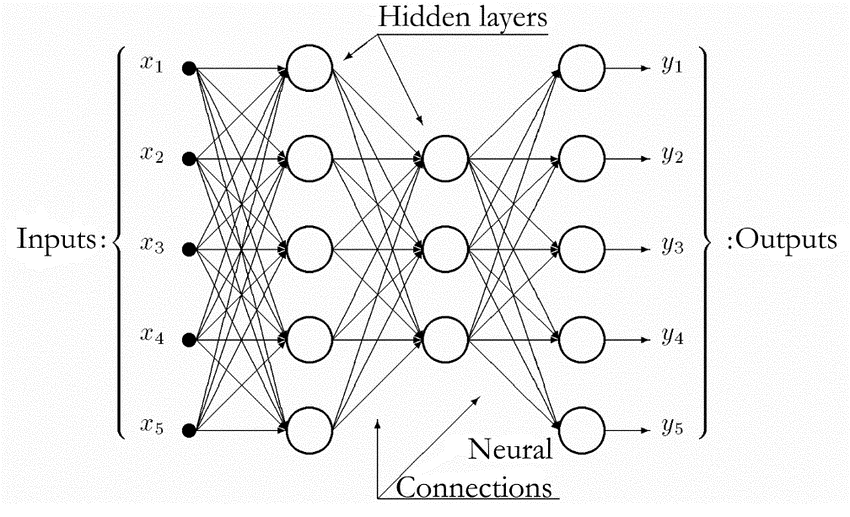 Hidden layers
x1 y1
x2 y2
Inputs: x3 y3 :Outputs
x4 y4
x5 y5
Neural
Connections